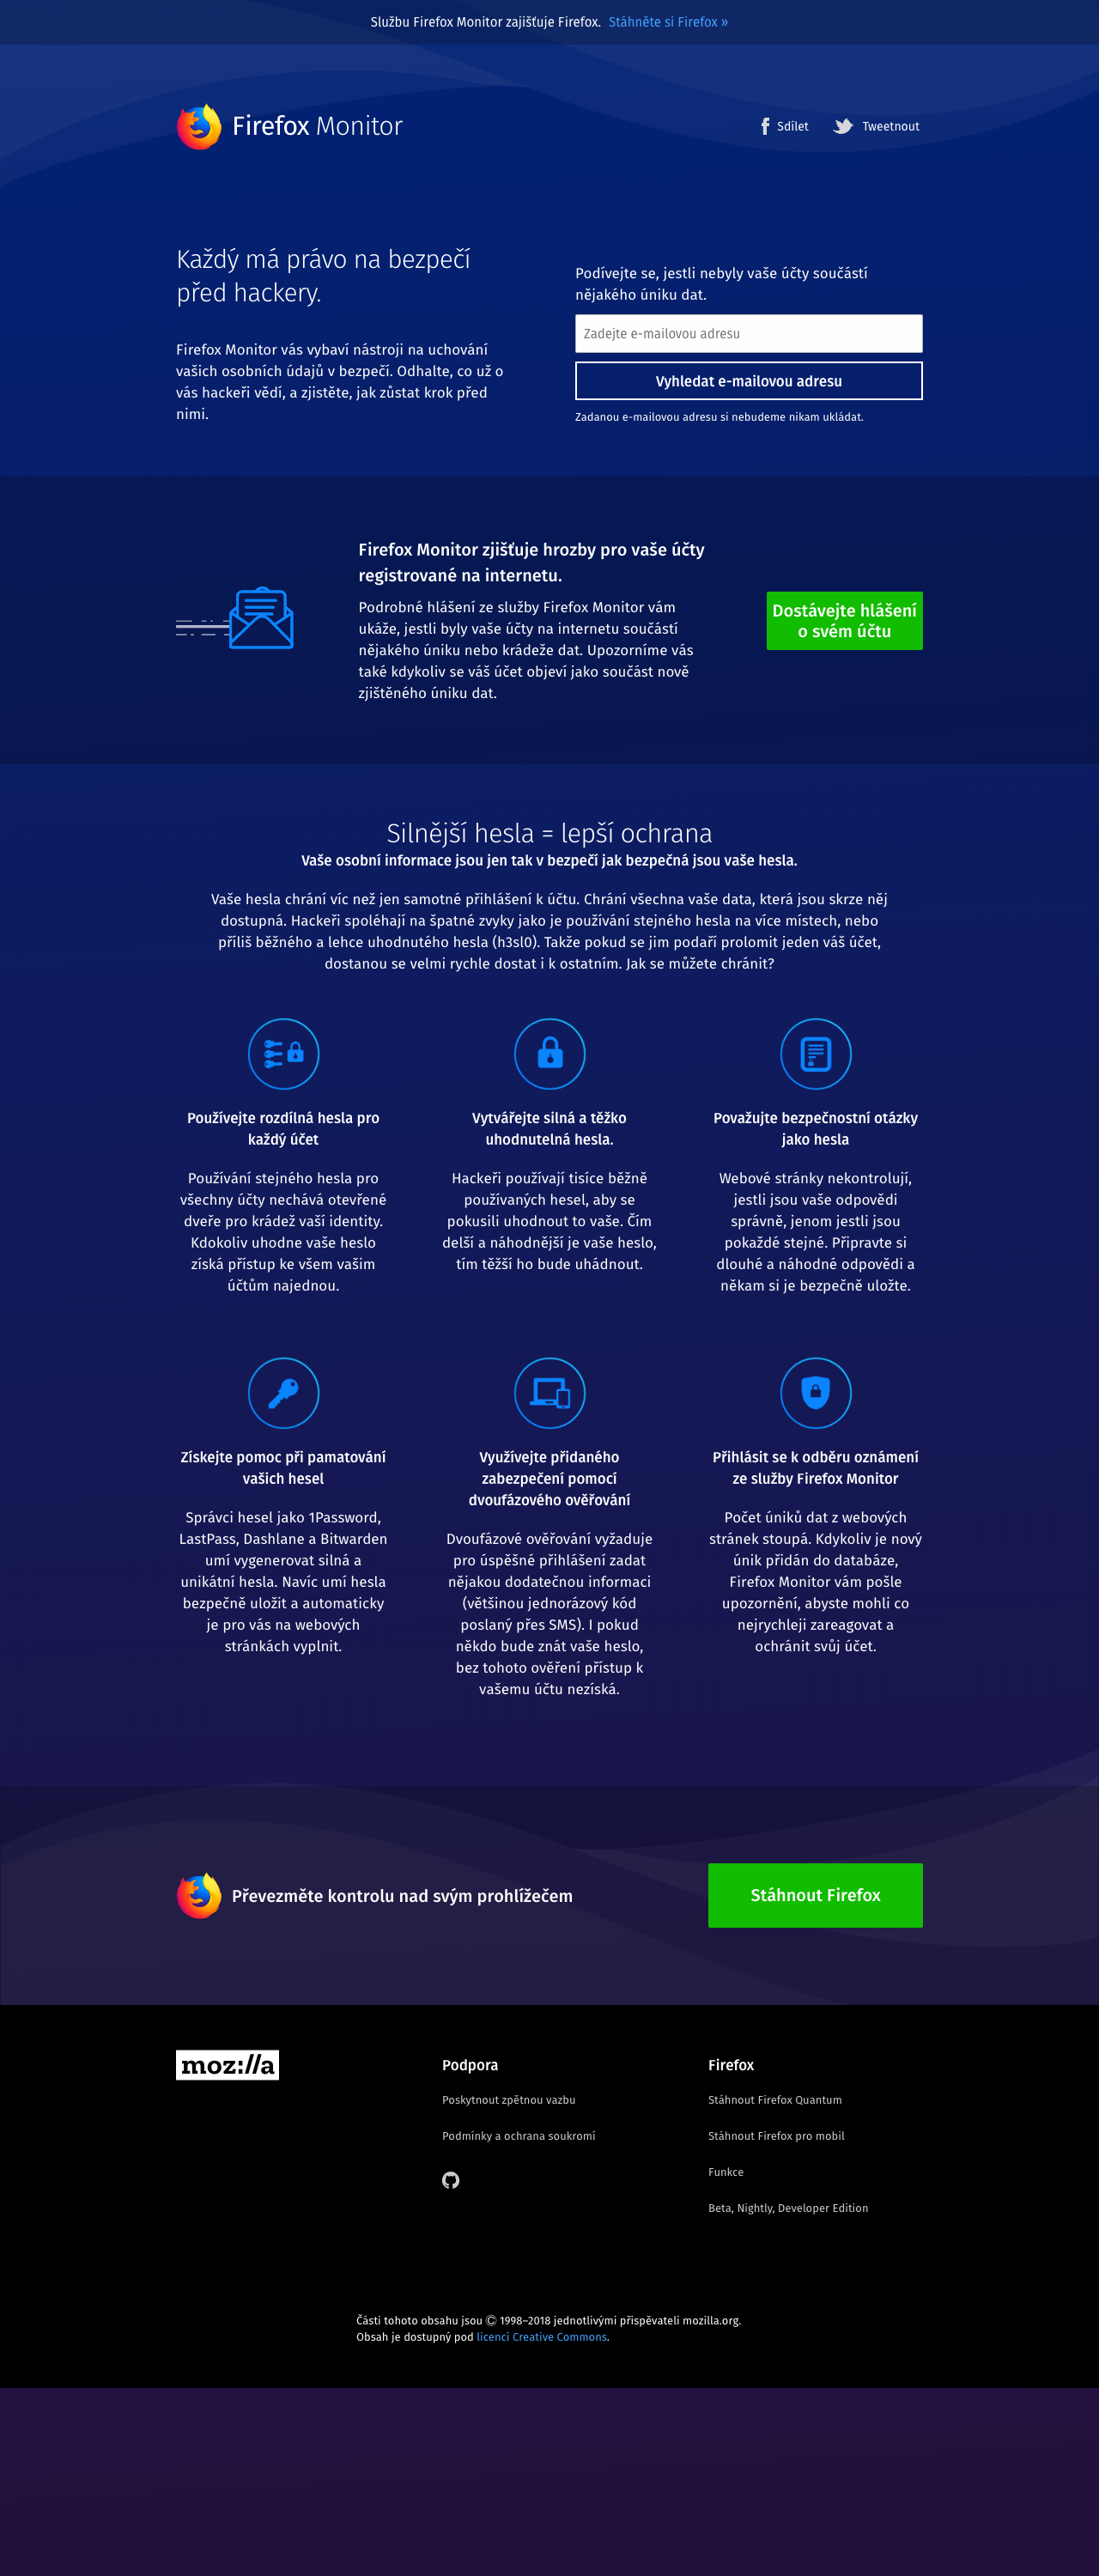 Službu Firefox Monitor zajišťuje Firefox. Stáhněte si Firefox »
Firefox Monitor
Sdílet
Tweetnout
Každý má právo na bezpečí
před hackery.
Firefox Monitor vás vybaví nástroji na uchování
vašich osobních údajů v bezpečí. Odhalte, co už o
vás hackeři vědí, a zjistěte, jak zůstat krok před
nimi.
Podívejte se, jestli nebyly vaše účty součástí
nějakého úniku dat.
Zadejte e-mailovou adresu
Vyhledat e-mailovou adresu
Zadanou e-mailovou adresu si nebudeme nikam ukládat.
Firefox Monitor zjišťuje hrozby pro vaše účty
registrované na internetu.
Podrobné hlášení ze služby Firefox Monitor vám
ukáže, jestli byly vaše účty na internetu součástí
nějakého úniku nebo krádeže dat. Upozorníme vás
také kdykoliv se váš účet objeví jako součást nově
zjištěného úniku dat.
Dostávejte hlášení
o svém účtu
Silnější hesla = lepší ochrana
Vaše osobní informace jsou jen tak v bezpečí jak bezpečná jsou vaše hesla.
Vaše hesla chrání víc než jen samotné přihlášení k účtu. Chrání všechna vaše data, která jsou skrze něj
dostupná. Hackeři spoléhají na špatné zvyky jako je používání stejného hesla na více místech, nebo
příliš běžného a lehce uhodnutého hesla (h3sl0). Takže pokud se jim podaří prolomit jeden váš účet,
dostanou se velmi rychle dostat i k ostatním. Jak se můžete chránit?
Používejte rozdílná hesla pro
každý účet
Používání stejného hesla pro
všechny účty nechává otevřené
dveře pro krádež vaší identity.
Kdokoliv uhodne vaše heslo
získá přístup ke všem vašim
účtům najednou.
Vytvářejte silná a těžko
uhodnutelná hesla.
Hackeři používají tisíce běžně
používaných hesel, aby se
pokusili uhodnout to vaše. Čím
delší a náhodnější je vaše heslo,
tím těžší ho bude uhádnout.
Považujte bezpečnostní otázky
jako hesla
Webové stránky nekontrolují,
jestli jsou vaše odpovědi
správně, jenom jestli jsou
pokaždé stejné. Připravte si
dlouhé a náhodné odpovědi a
někam si je bezpečně uložte.
Získejte pomoc při pamatování
vašich hesel
Správci hesel jako 1Password,
LastPass, Dashlane a Bitwarden
umí vygenerovat silná a
unikátní hesla. Navíc umí hesla
bezpečně uložit a automaticky
je pro vás na webových
stránkách vyplnit.
Využívejte přidaného
zabezpečení pomocí
dvoufázového ověřování
Dvoufázové ověřování vyžaduje
pro úspěšné přihlášení zadat
nějakou dodatečnou informaci
(většinou jednorázový kód
poslaný přes SMS). I pokud
někdo bude znát vaše heslo,
bez tohoto ověření přístup k
vašemu účtu nezíská.
Přihlásit se k odběru oznámení
ze služby Firefox Monitor
Počet úniků dat z webových
stránek stoupá. Kdykoliv je nový
únik přidán do databáze,
Firefox Monitor vám pošle
upozornění, abyste mohli co
nejrychleji zareagovat a
ochránit svůj účet.
Převezměte kontrolu nad svým prohlížečem
Stáhnout Firefox
moz://a
Podpora
Poskytnout zpětnou vazbu
Podmínky a ochrana soukromí
Firefox
Stáhnout Firefox Quantum
Stáhnout Firefox pro mobil
Funkce
Beta, Nightly, Developer Edition
Části tohoto obsahu jsou © 1998–2018 jednotlivými přispěvateli mozilla.org.
Obsah je dostupný pod licencí Creative Commons.